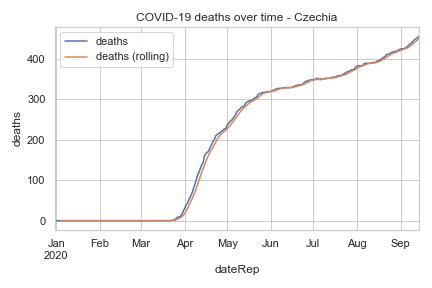 COVID-19 deaths over time - Czechia
deaths
deaths (rolling)
deaths
400
300
200
100
0
Jan Feb Mar Apr May Jun Jul Aug Sep
2020
dateRep